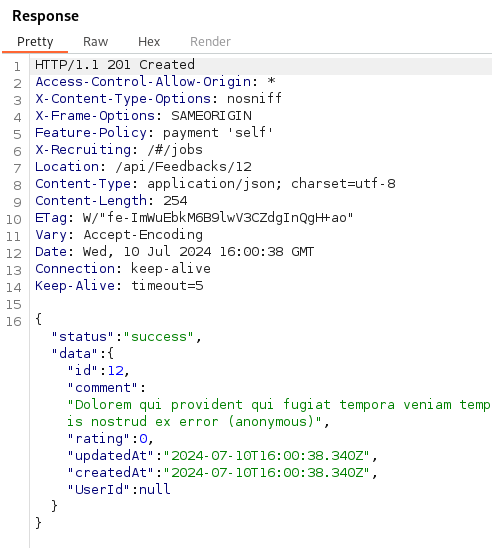 Response
Pretty Raw Hex Render
1 HTTP/1.1 201 Created
2 Access-Control-Allow-Origin: *
3 X-Content-Type-Options: nosniff
4 X-Frame-Options: SAMEORIGIN
5 Feature-Policy: payment 'self'
6 X-Recruiting: /#/jobs
7 Location: /api/Feedbacks/12
8 Content-Type: application/json; charset=utf-8
9 Content-Length: 254
10 ETag: W/"fe-ImWuEbkM6B9lwV3CZdgInQgH+ao"
11 Vary: Accept-Encoding
12 Date: Wed, 10 Jul 2024 16:00:38 GMT
13 Connection: keep-alive
14 Keep-Alive: timeout=5
15
16 {
"status":"success",
"data":{
"id":12,
"comment":
"Dolorem qui provident qui fugiat tempora veniam temp
is nostrud ex error (anonymous)",
"rating":0,
"updatedAt":"2024-07-10T16:00:38.340Z",
"createdAt":"2024-07-10T16:00:38.340Z",
"UserId":null
}
}